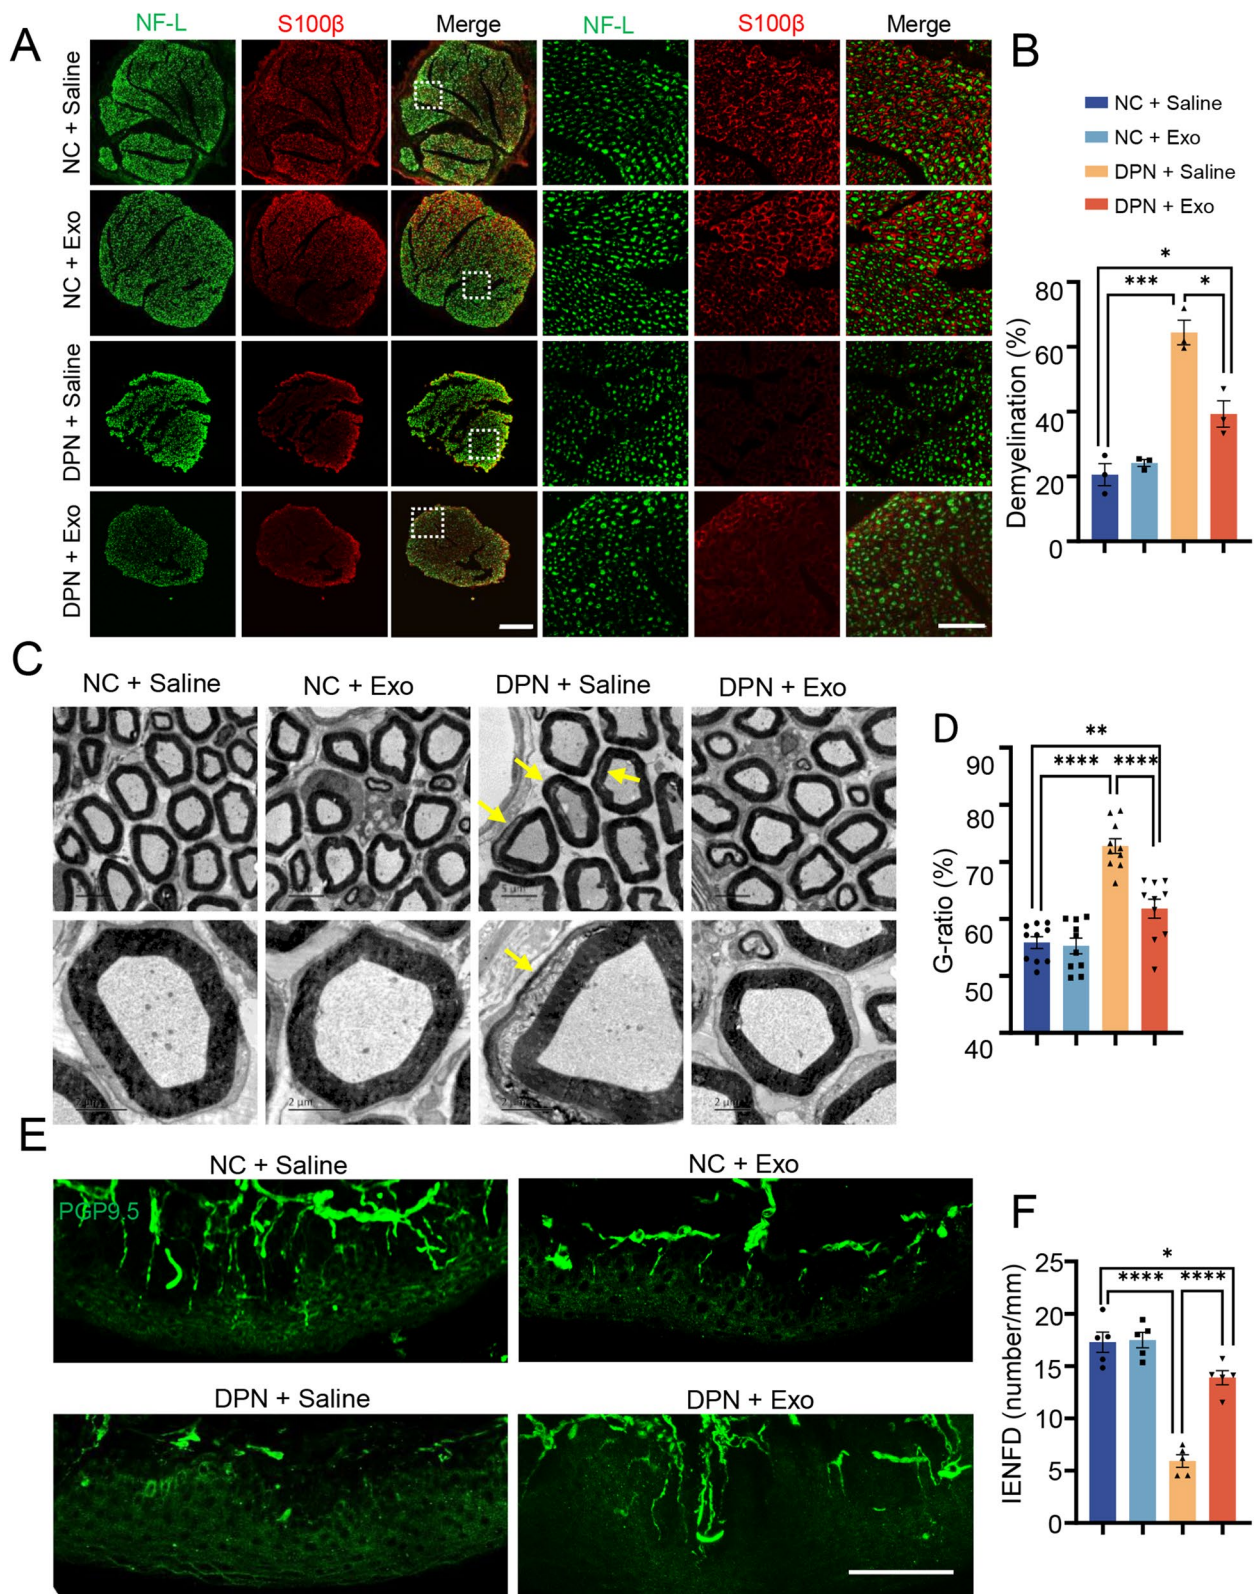 A
NF-L S100β Merge NF-L S100β Merge
NC + Saline
NC + Exo
DPN + Saline
DPN + Exo
B
NC + Saline
NC + Exo
DPN + Saline
DPN + Exo
Demyelination (%)
80
60
40
20
0
*
*** *
C
NC + Saline NC + Exo DPN + Saline DPN + Exo
5 µm
5 µm
2 µm
2 µm
2 µm
D
G-ratio (%)
90
80
70
60
50
40
**
**** ****
E
NC + Saline NC + Exo
PGP9.5
DPN + Saline DPN + Exo
F
IENFD (number/mm)
25
20
15
10
5
0
*
**** ****